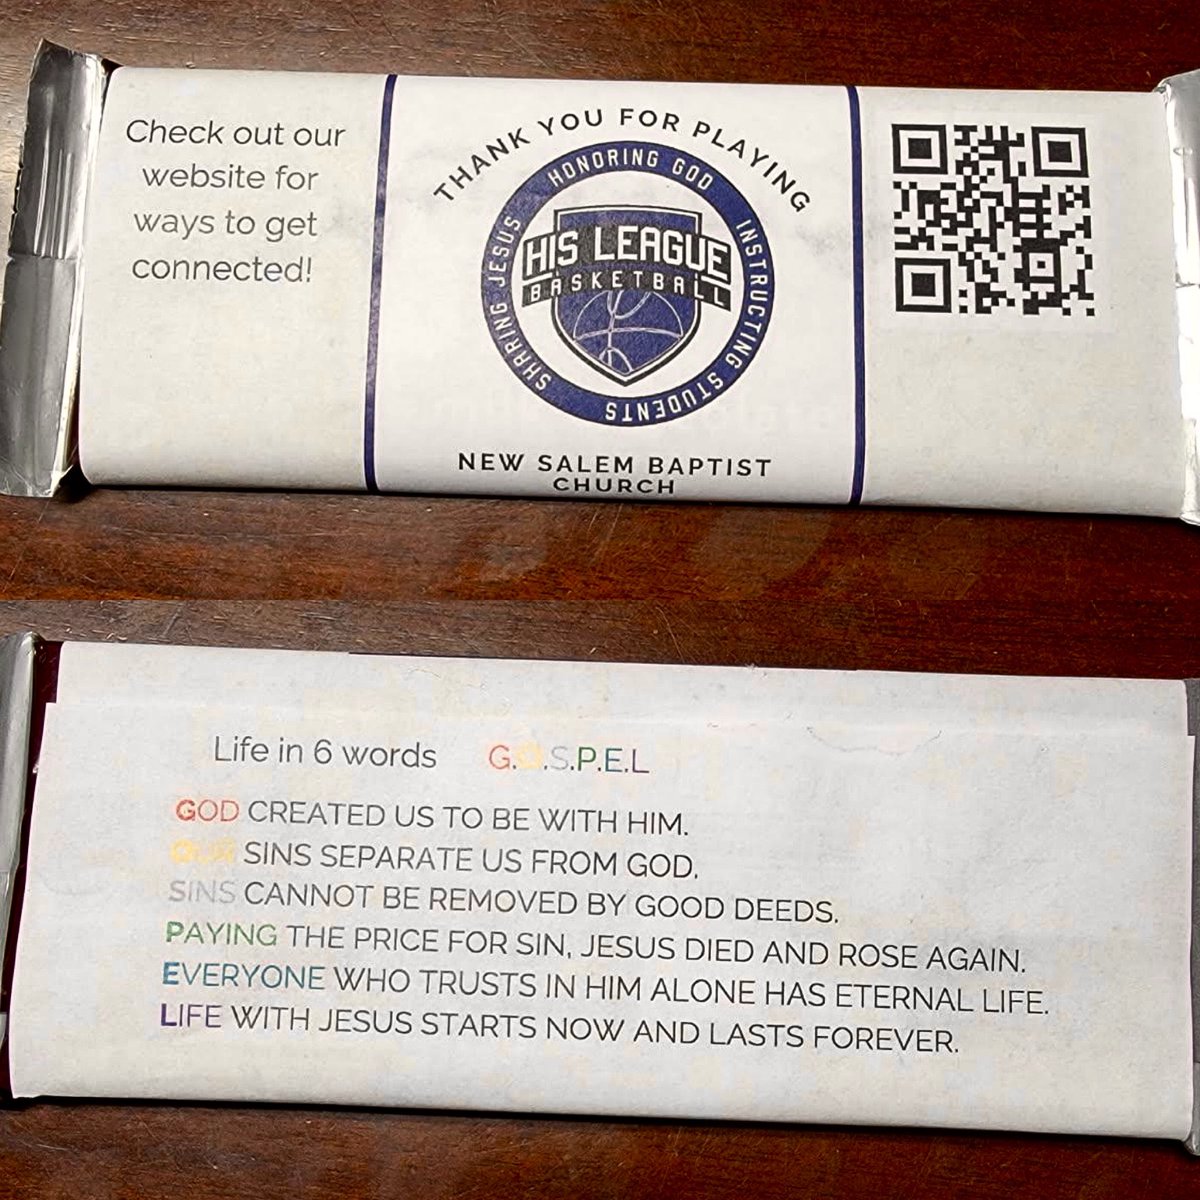 Check out our
website for
ways to get
connected!
THANK YOU FOR PLAYING
HONORING GOD
INSTRUCTING STUDENTS
SHARING JESUS
HIS LEAGUE
BASKETBALL
NEW SALEM BAPTIST
CHURCH
Life in 6 words G.O.S.P.E.L
GOD CREATED US TO BE WITH HIM.
OUR SINS SEPARATE US FROM GOD.
SINS CANNOT BE REMOVED BY GOOD DEEDS.
PAYING THE PRICE FOR SIN, JESUS DIED AND ROSE AGAIN.
EVERYONE WHO TRUSTS IN HIM ALONE HAS ETERNAL LIFE.
LIFE WITH JESUS STARTS NOW AND LASTS FOREVER.